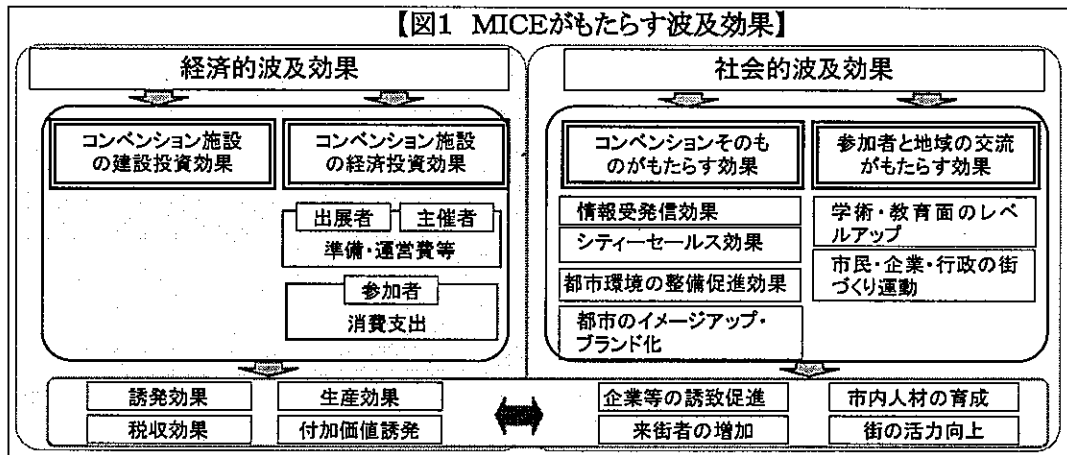 【図1 MICEがもたらす波及効果】
経済的波及効果
コンベンション施設
の建設投資効果
コンベンション施設
の経済投資効果
出展者
主催者
準備・運営費等
参加者
消費支出
社会的波及効果
コンベンションそのも
のがもたらす効果
情報受発信効果
シティーセールス効果
都市環境の整備促進効果
都市のイメージアップ・
ブランド化
参加者と地域の交流
がもたらす効果
学術・教育面のレベ
ルアップ
市民・企業・行政の街
づくり運動
誘発効果
生産効果
税収効果
付加価値誘発
企業等の誘致促進
市内人材の育成
来街者の増加
街の活力向上